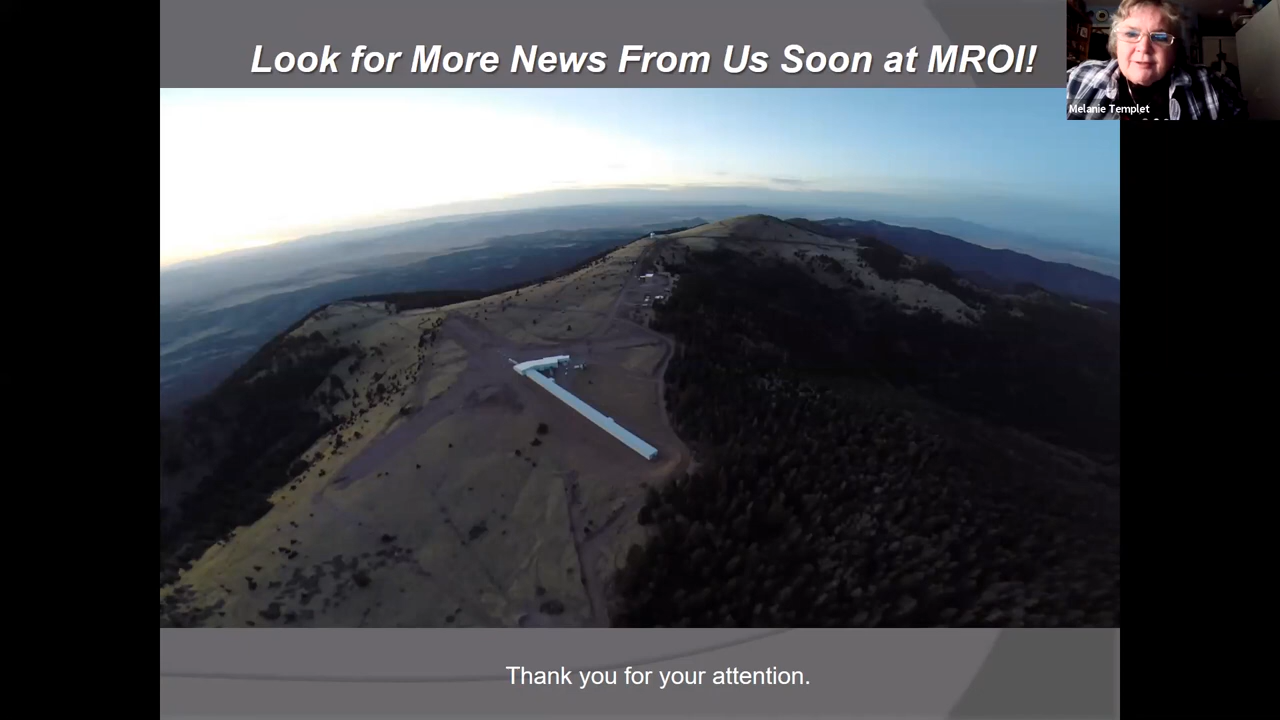 Look for More News From Us Soon at MROI!
Melanie Templet
Thank you for your attention.